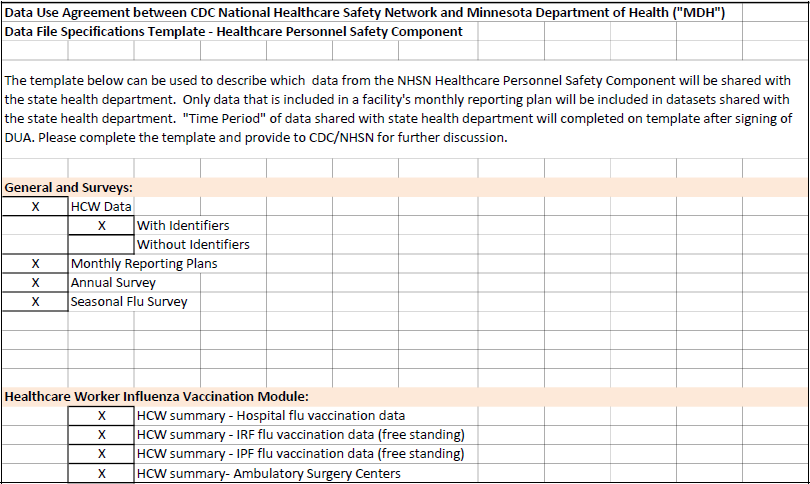 Data Use Agreement between CDC National Healthcare Safety Network and Minnesota Department of Health ("MDH")
Data File Specifications Template - Healthcare Personnel Safety Component
The template below can be used to describe which data from the NHSN Healthcare Personnel Safety Component will be shared with
the state health department. Only data that is included in a facility's monthly reporting plan will be included in datasets shared with
the state health department. "Time Period" of data shared with state health department will completed on template after signing of
DUA. Please complete the template and provide to CDC/NHSN for further discussion.
General and Surveys:
X HCW Data
X With Identifiers
Without Identifiers
X Monthly Reporting Plans
X Annual Survey
X Seasonal Flu Survey
Healthcare Worker Influenza Vaccination Module:
X HCW summary - Hospital flu vaccination data
X HCW summary - IRF flu vaccination data (free standing)
X HCW summary - IPF flu vaccination data (free standing)
X HCW summary- Ambulatory Surgery Centers